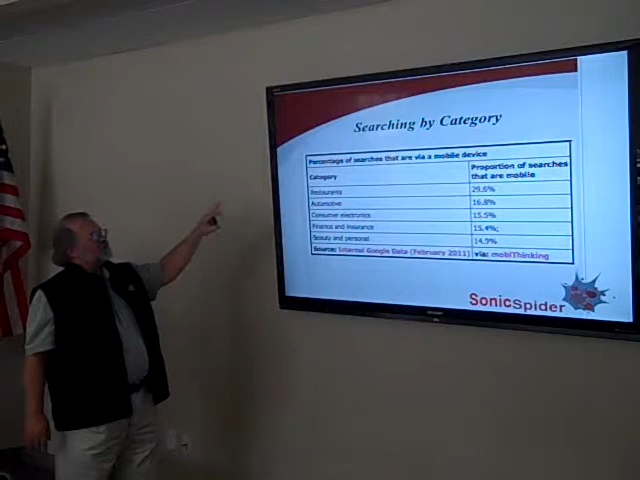 Searching by Category
Percentage of searches that are via a mobile device
Category
Proportion of searches
that are mobile
Restaurants 29.6%
Automotive 16.8%
Consumer electronics 15.5%
Finance and insurance 15.4%;
Beauty and personal 14.9%
Source: Internal Google Data (February 2011) via: mobiThinking
SonicSpider